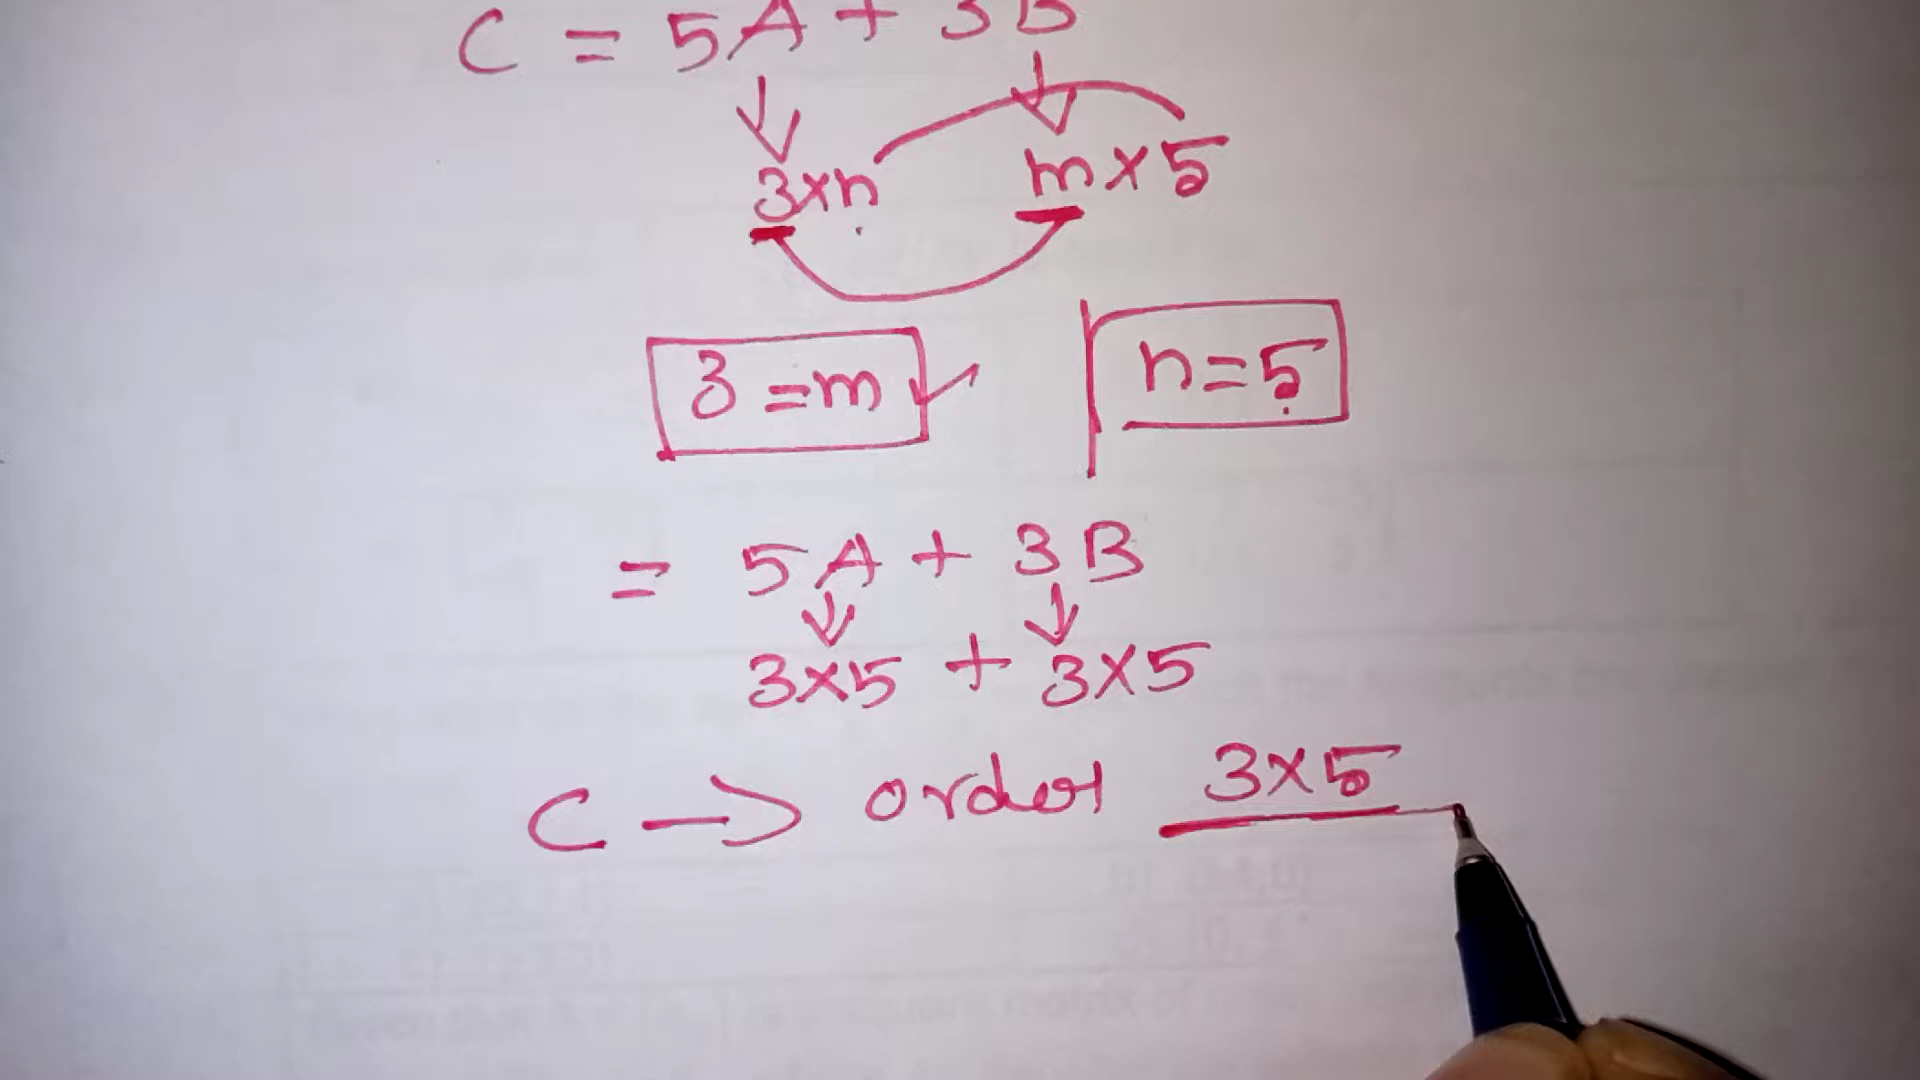 C = 5A + 3B
3×n m×5
3 = m n = 5
= 5A + 3B
3×5 + 3×5
C → order 3×5